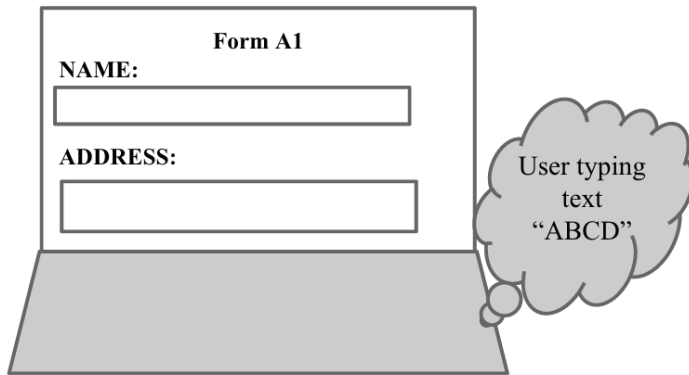 Form A1
NAME:
ADDRESS:
User typing
text
“ABCD”